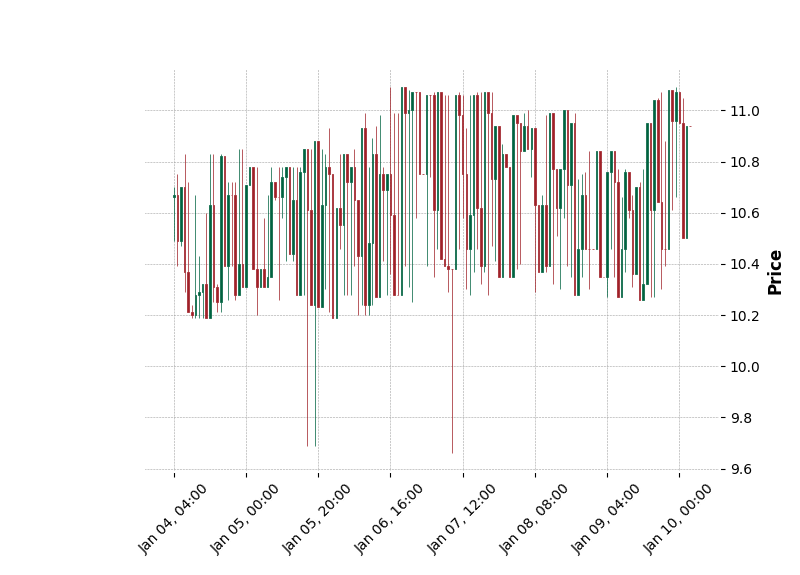 11.0
10.8
10.6
10.4
10.2
10.0
9.8
9.6
Price
Jan 04, 04:00
Jan 05, 00:00
Jan 05, 20:00
Jan 06, 16:00
Jan 07, 12:00
Jan 08, 08:00
Jan 09, 04:00
Jan 10, 00:00